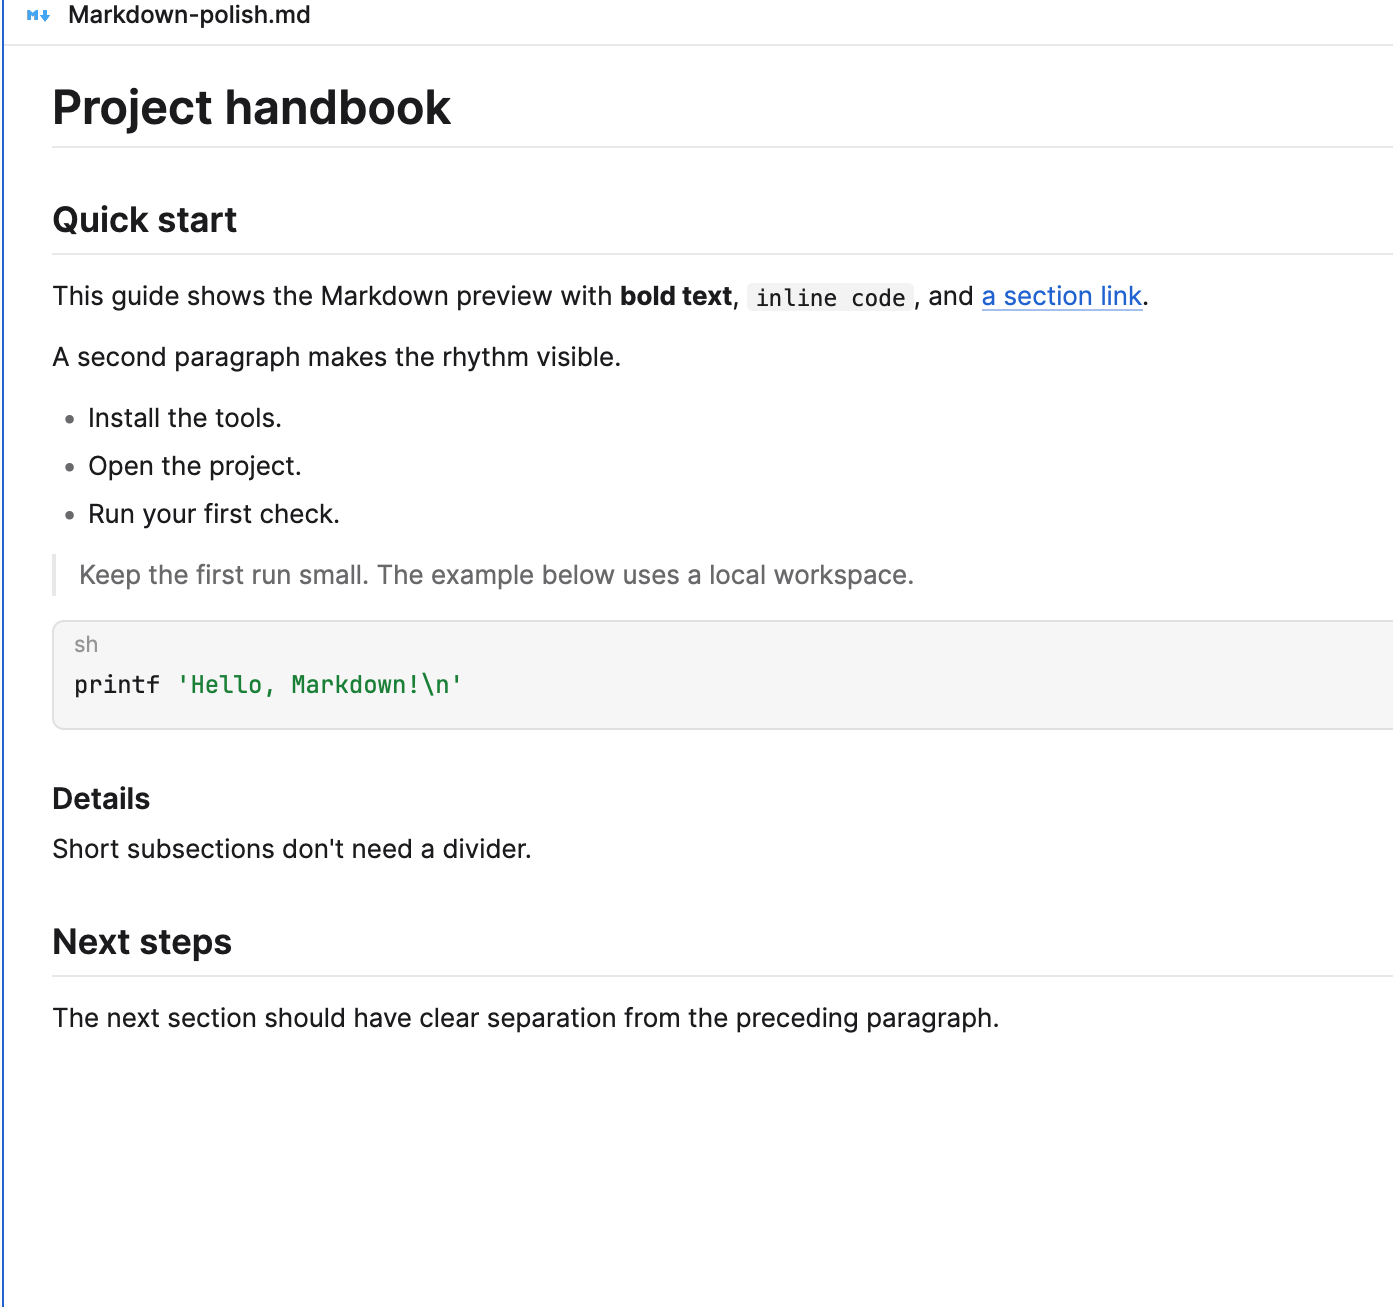 Markdown-polish.md
Project handbook
Quick start
This guide shows the Markdown preview with bold text, inline code, and a section link.
A second paragraph makes the rhythm visible.
• Install the tools.
• Open the project.
• Run your first check.
Keep the first run small. The example below uses a local workspace.
sh
printf 'Hello, Markdown!\n'
Details
Short subsections don't need a divider.
Next steps
The next section should have clear separation from the preceding paragraph.